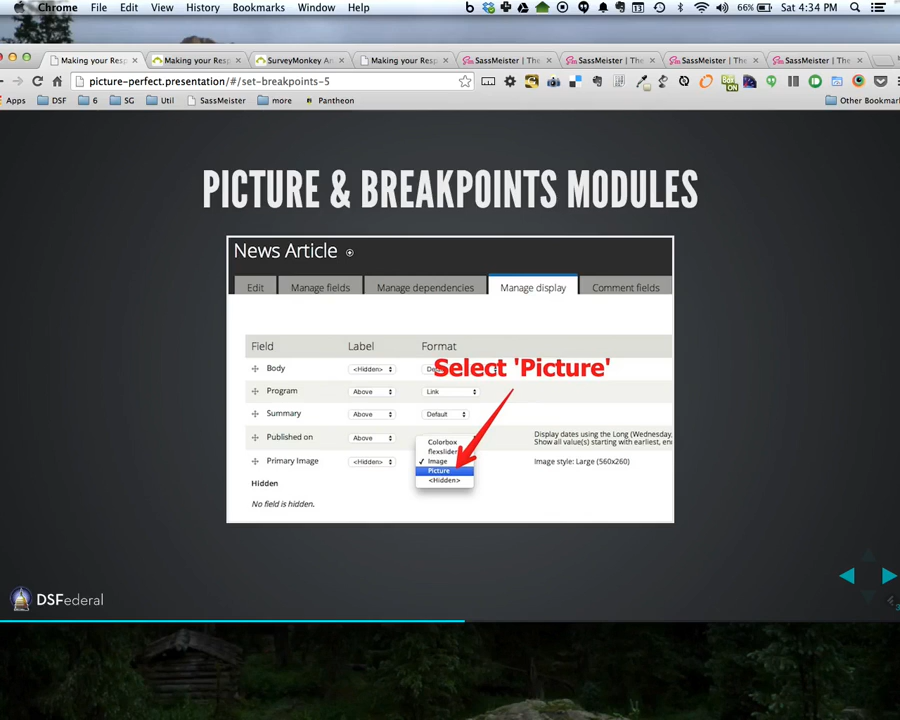 Chrome File Edit View History Bookmarks Window Help
66% Sat 4:34 PM
Making your Resp
Making your Resp
SurveyMonkey An
Making your Resp
SassMeister | The
SassMeister | The
SassMeister | The
SassMeister | The
picture-perfect.presentation/#/set-breakpoints-5
Apps DSF 6 SG Util SassMeister more Pantheon Other Bookmar
PICTURE & BREAKPOINTS MODULES
News Article
Edit Manage fields Manage dependencies Manage display Comment fields
Field Label Format
Select 'Picture'
Body <Hidden>
Program Above Link
Summary Above Default
Published on Above
Display dates using the Long (Wednesday,
Show all value(s) starting with earliest, en
Colorbox
flexslider
Primary Image <Hidden> ✓ Image Image style: Large (560x260)
Picture
<Hidden>
Hidden
No field is hidden.
DSFederal